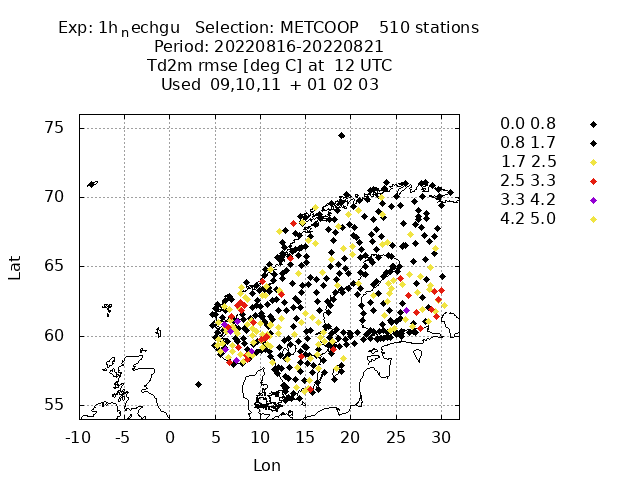 Exp: 1h n echgu   Selection: METCOOP    510 stations
Period: 20220816-20220821
Td2m rmse [deg C] at  12 UTC
Used  09,10,11  + 01 02 03
75
70
65
60
55
Lat
-10 -5 0 5 10 15 20 25 30
Lon
0.0 0.8
0.8 1.7
1.7 2.5
2.5 3.3
3.3 4.2
4.2 5.0